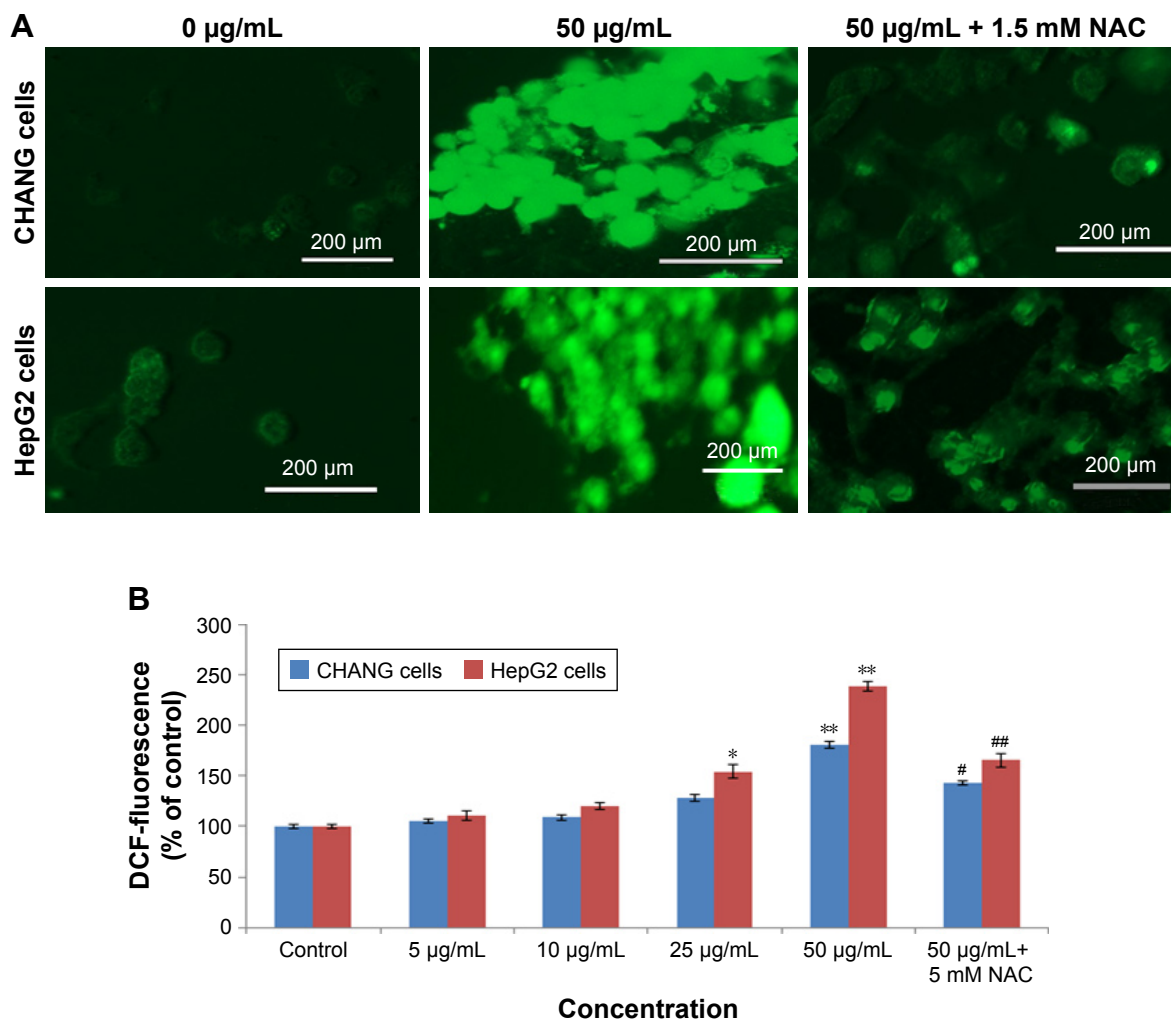 A
0 µg/mL
50 µg/mL
50 µg/mL + 1.5 mM NAC
CHANG cells
200 µm
200 µm
200 µm
HepG2 cells
200 µm
200 µm
200 µm
B
DCF-fluorescence
(% of control)
300
250
200
150
100
50
0
CHANG cells
HepG2 cells
*
**
**
#
##
Control
5 µg/mL
10 µg/mL
25 µg/mL
50 µg/mL
50 µg/mL+
5 mM NAC
Concentration